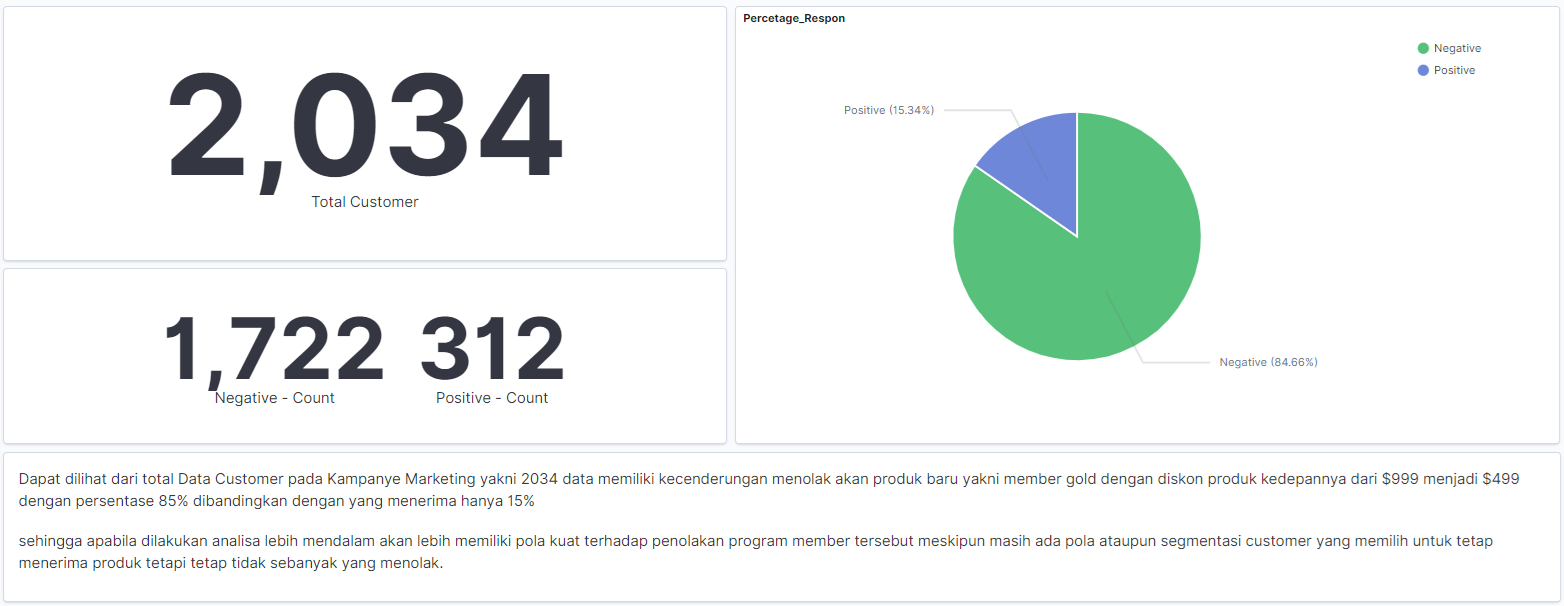 2,034
Total Customer
1,722
Negative - Count
312
Positive - Count
Percetage_Respon
Negative
Positive
Positive (15.34%)
Negative (84.66%)
Dapat dilihat dari total Data Customer pada Kampanye Marketing yakni 2034 data memiliki kecenderungan menolak akan produk baru yakni member gold dengan diskon produk kedepannya dari $999 menjadi $499
dengan persentase 85% dibandingkan dengan yang menerima hanya 15%
sehingga apabila dilakukan analisa lebih mendalam akan lebih memiliki pola kuat terhadap penolakan program member tersebut meskipun masih ada pola ataupun segmentasi customer yang memilih untuk tetap
menerima produk tetapi tetap tidak sebanyak yang menolak.